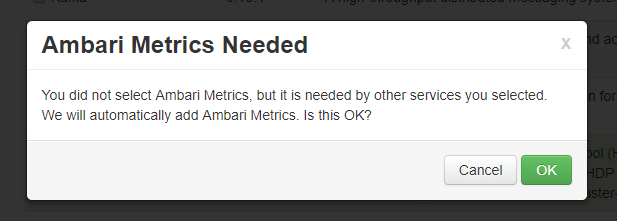 Ambari Metrics Needed
x
You did not select Ambari Metrics, but it is needed by other services you selected.
We will automatically add Ambari Metrics. Is this OK?
Cancel
OK